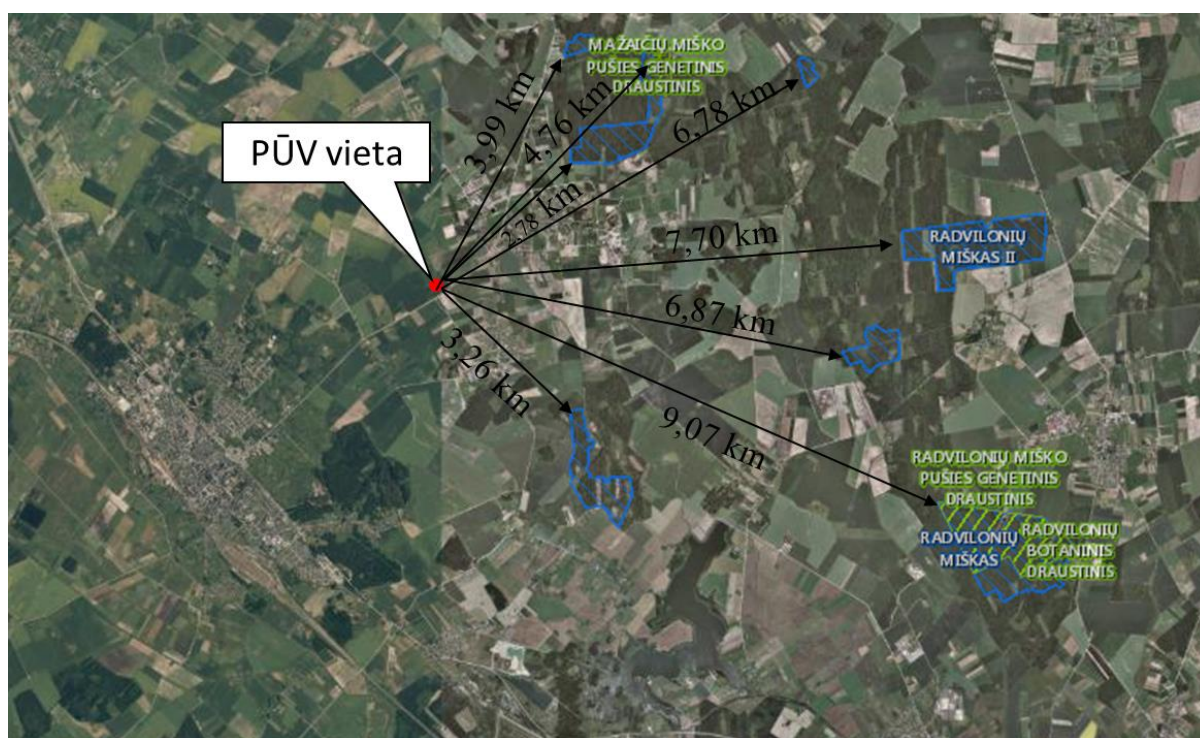 MAŽAIČIŲ MIŠKO
PUŠIES GENETINIS
DRAUSTINIS
3,99 km
4,76 km
6,78 km
PŪV vieta
2,78 km
7,70 km
RADVILONIŲ
MIŠKAS II
6,87 km
3,26 km
9,07 km
RADVILONIŲ MIŠKO
PUŠIES GENETINIS
DRAUSTINIS
RADVILONIŲ
MIŠKAS
RADVILONIŲ
BOTANINIS
DRAUSTINIS